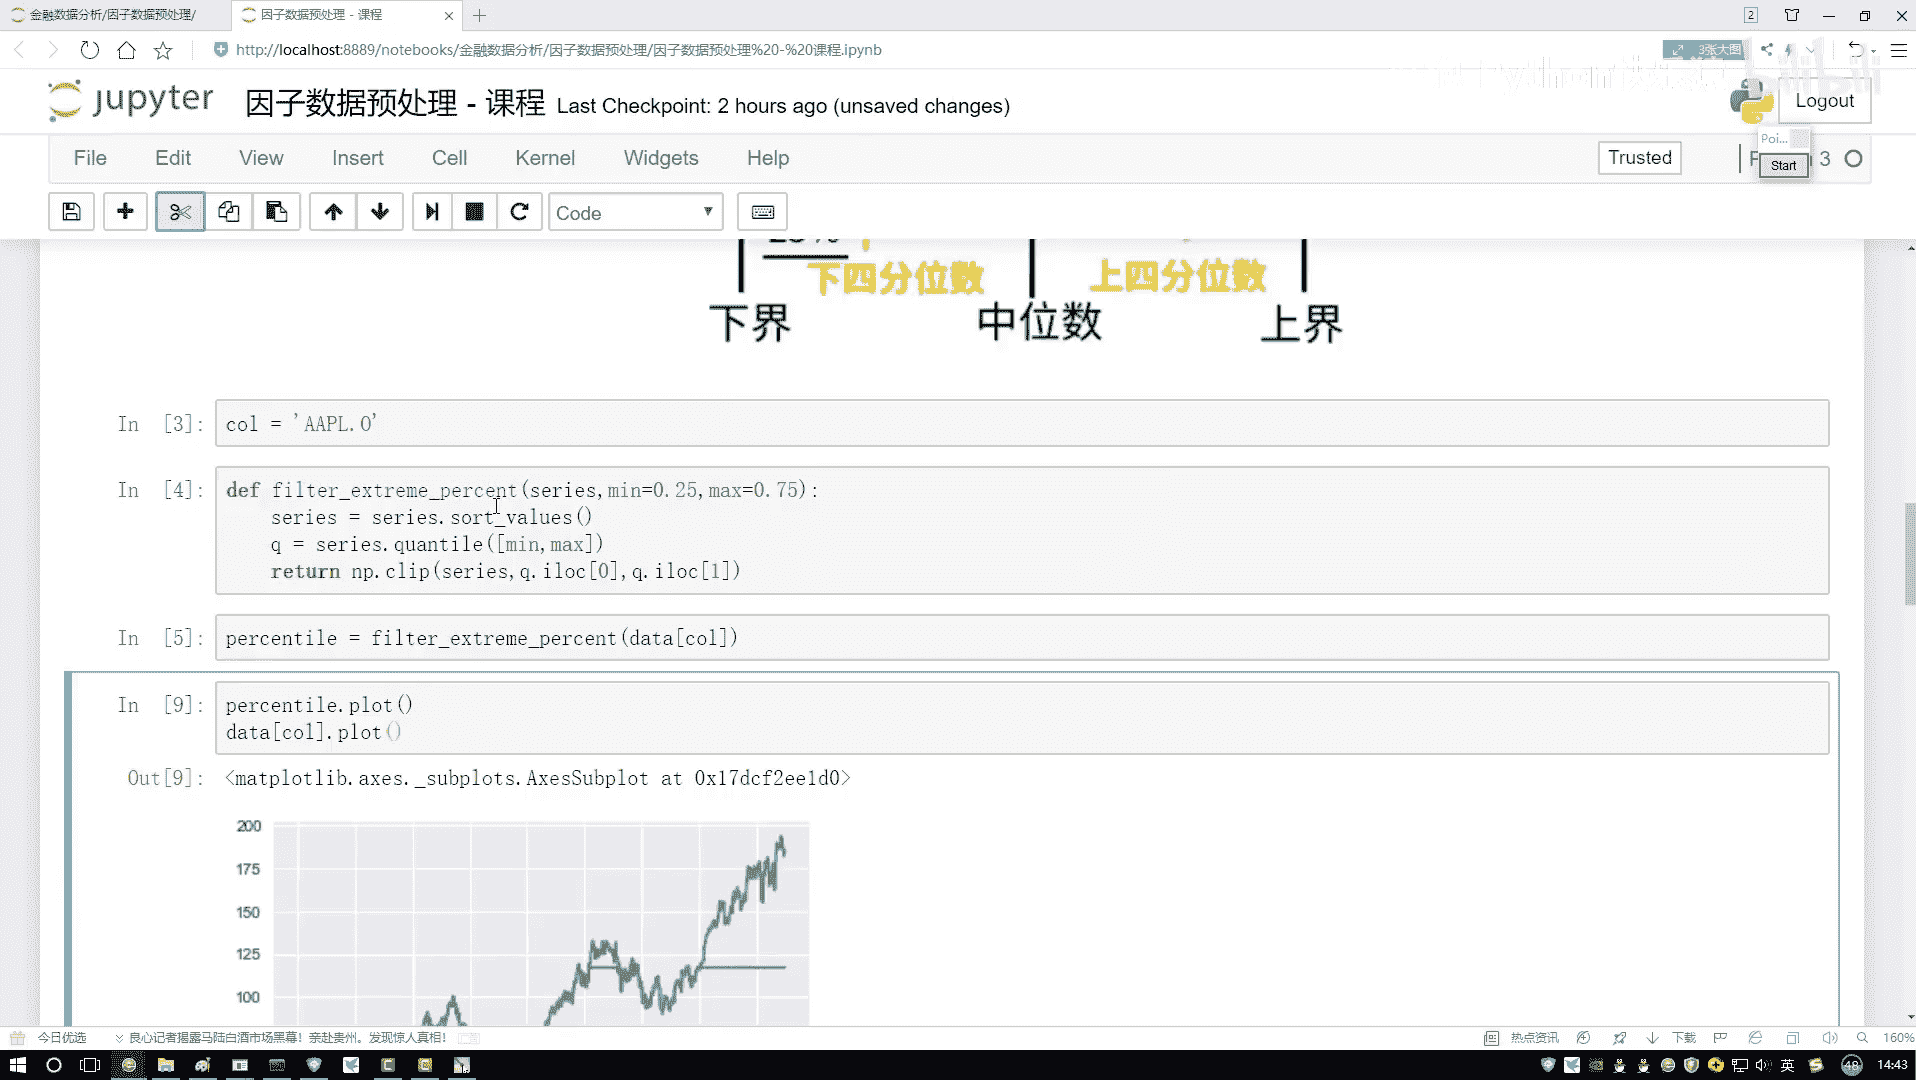 金融数据分析/因子数据预处理/
因子数据预处理 - 课程
2
http://localhost:8889/notebooks/金融数据分析/因子数据预处理/因子数据预处理%20-%20课程.ipynb
3张大图
bilibili
jupyter
因子数据预处理 - 课程 Last Checkpoint: 2 hours ago (unsaved changes)
Logout
File Edit View Insert Cell Kernel Widgets Help
Trusted
3
Poi...
Start
Code
下四分位数
上四分位数
下界
中位数
上界
In [3]: col = 'AAPL.O'
In [4]: def filter_extreme_percent(series,min=0.25,max=0.75):
series = series.sort_values()
q = series.quantile([min,max])
return np.clip(series,q.iloc[0],q.iloc[1])
In [5]: percentile = filter_extreme_percent(data[col])
In [9]: percentile.plot()
data[col].plot()
Out[9]: <matplotlib.axes._subplots.AxesSubplot at 0x17dcf2ee1d0>
200
175
150
125
100
今日优选
良心记者揭露马陆白酒市场黑幕！亲赴贵州。发现惊人真相！
热点资讯
下载
160%
英
48
14:43